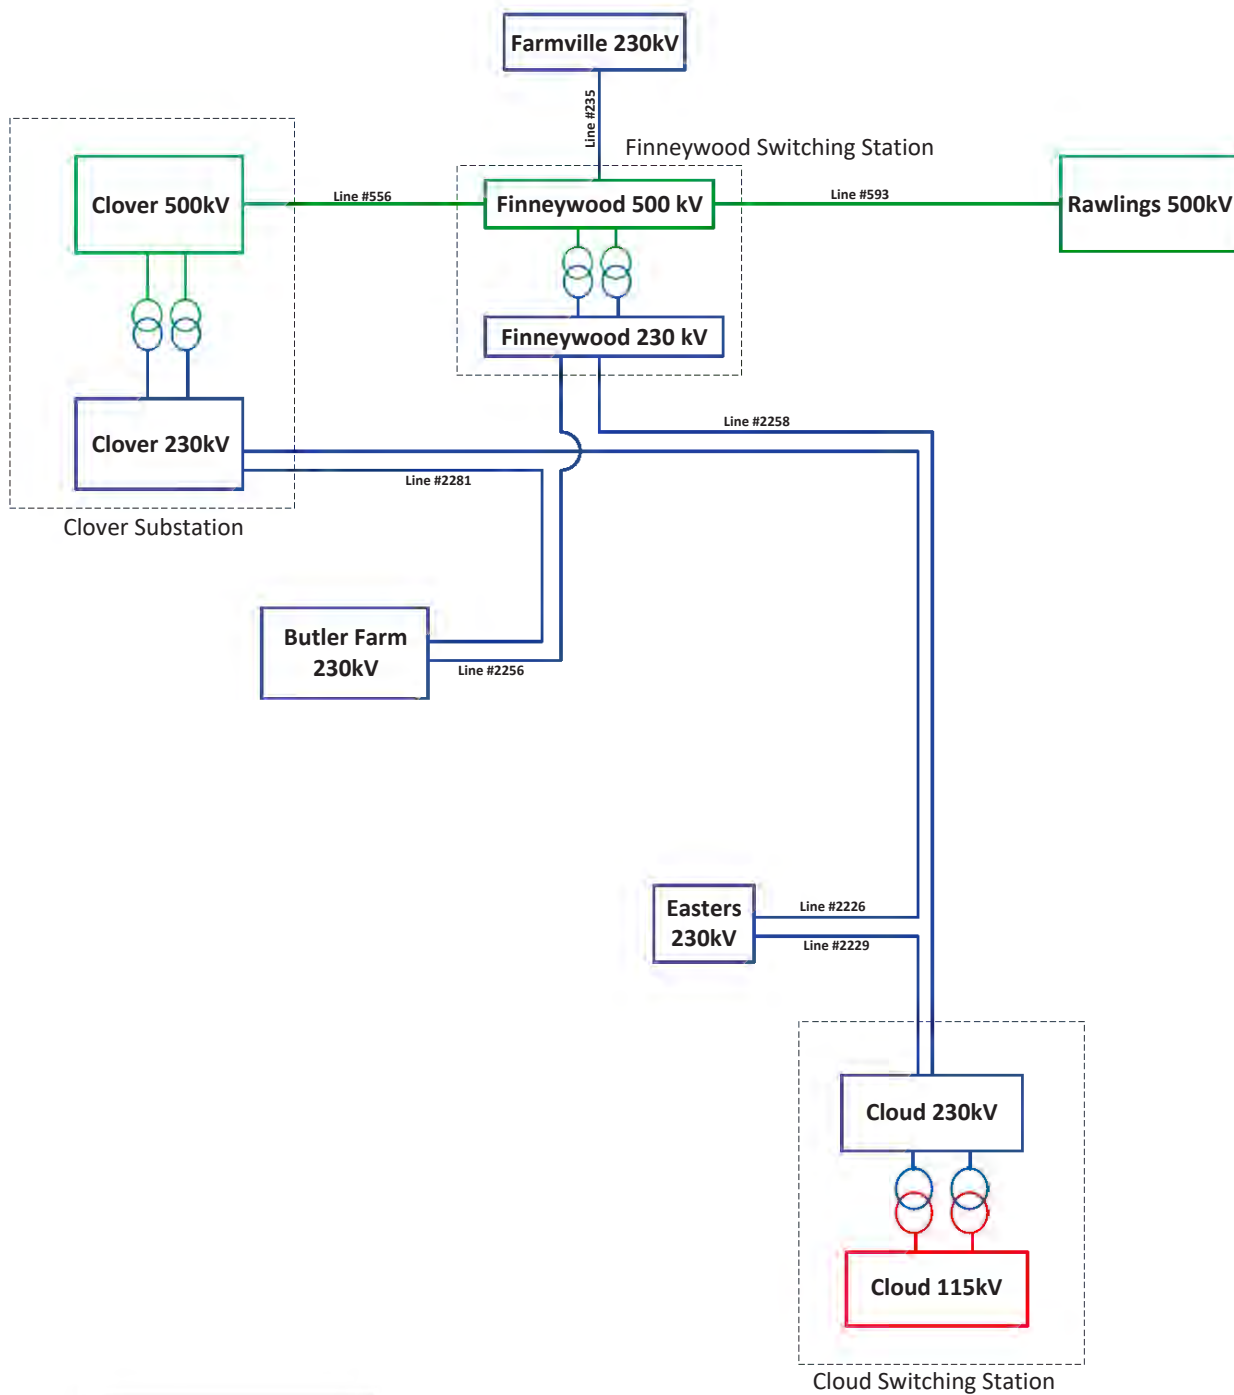 Farmville 230kV
Line #235
Finneywood Switching Station
Clover 500kV
Line #556
Finneywood 500 kV
Line #593
Rawlings 500kV
Finneywood 230 kV
Line #2258
Clover 230kV
Line #2281
Clover Substation
Butler Farm
230kV
Line #2256
Easters
230kV
Line #2226
Line #2229
Cloud 230kV
Cloud 115kV
Cloud Switching Station